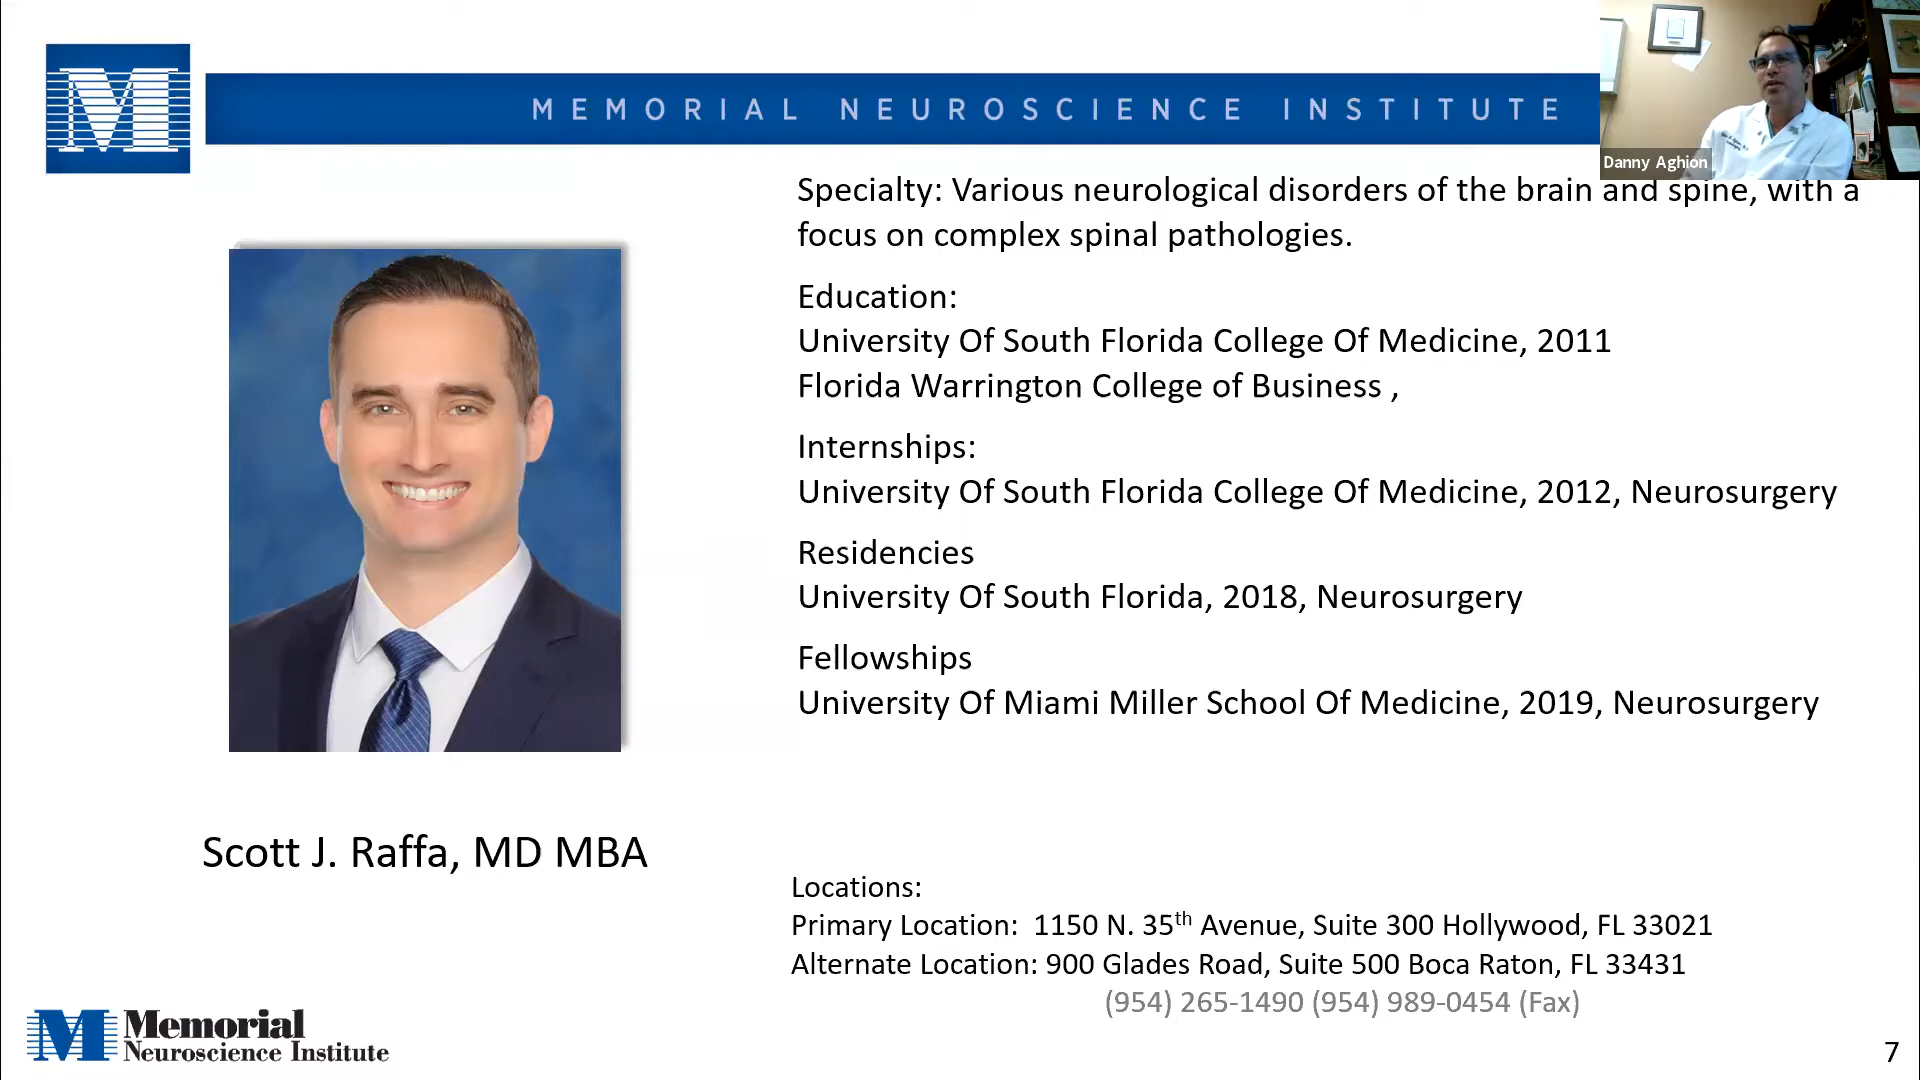 MEMORIAL NEUROSCIENCE INSTITUTE
Danny Aghion
Specialty: Various neurological disorders of the brain and spine, with a
focus on complex spinal pathologies.
Education:
University Of South Florida College Of Medicine, 2011
Florida Warrington College of Business ,
Internships:
University Of South Florida College Of Medicine, 2012, Neurosurgery
Residencies
University Of South Florida, 2018, Neurosurgery
Fellowships
University Of Miami Miller School Of Medicine, 2019, Neurosurgery
Scott J. Raffa, MD MBA
Locations:
Primary Location: 1150 N. 35th Avenue, Suite 300 Hollywood, FL 33021
Alternate Location: 900 Glades Road, Suite 500 Boca Raton, FL 33431
(954) 265-1490 (954) 989-0454 (Fax)
M Memorial
Neuroscience Institute
7